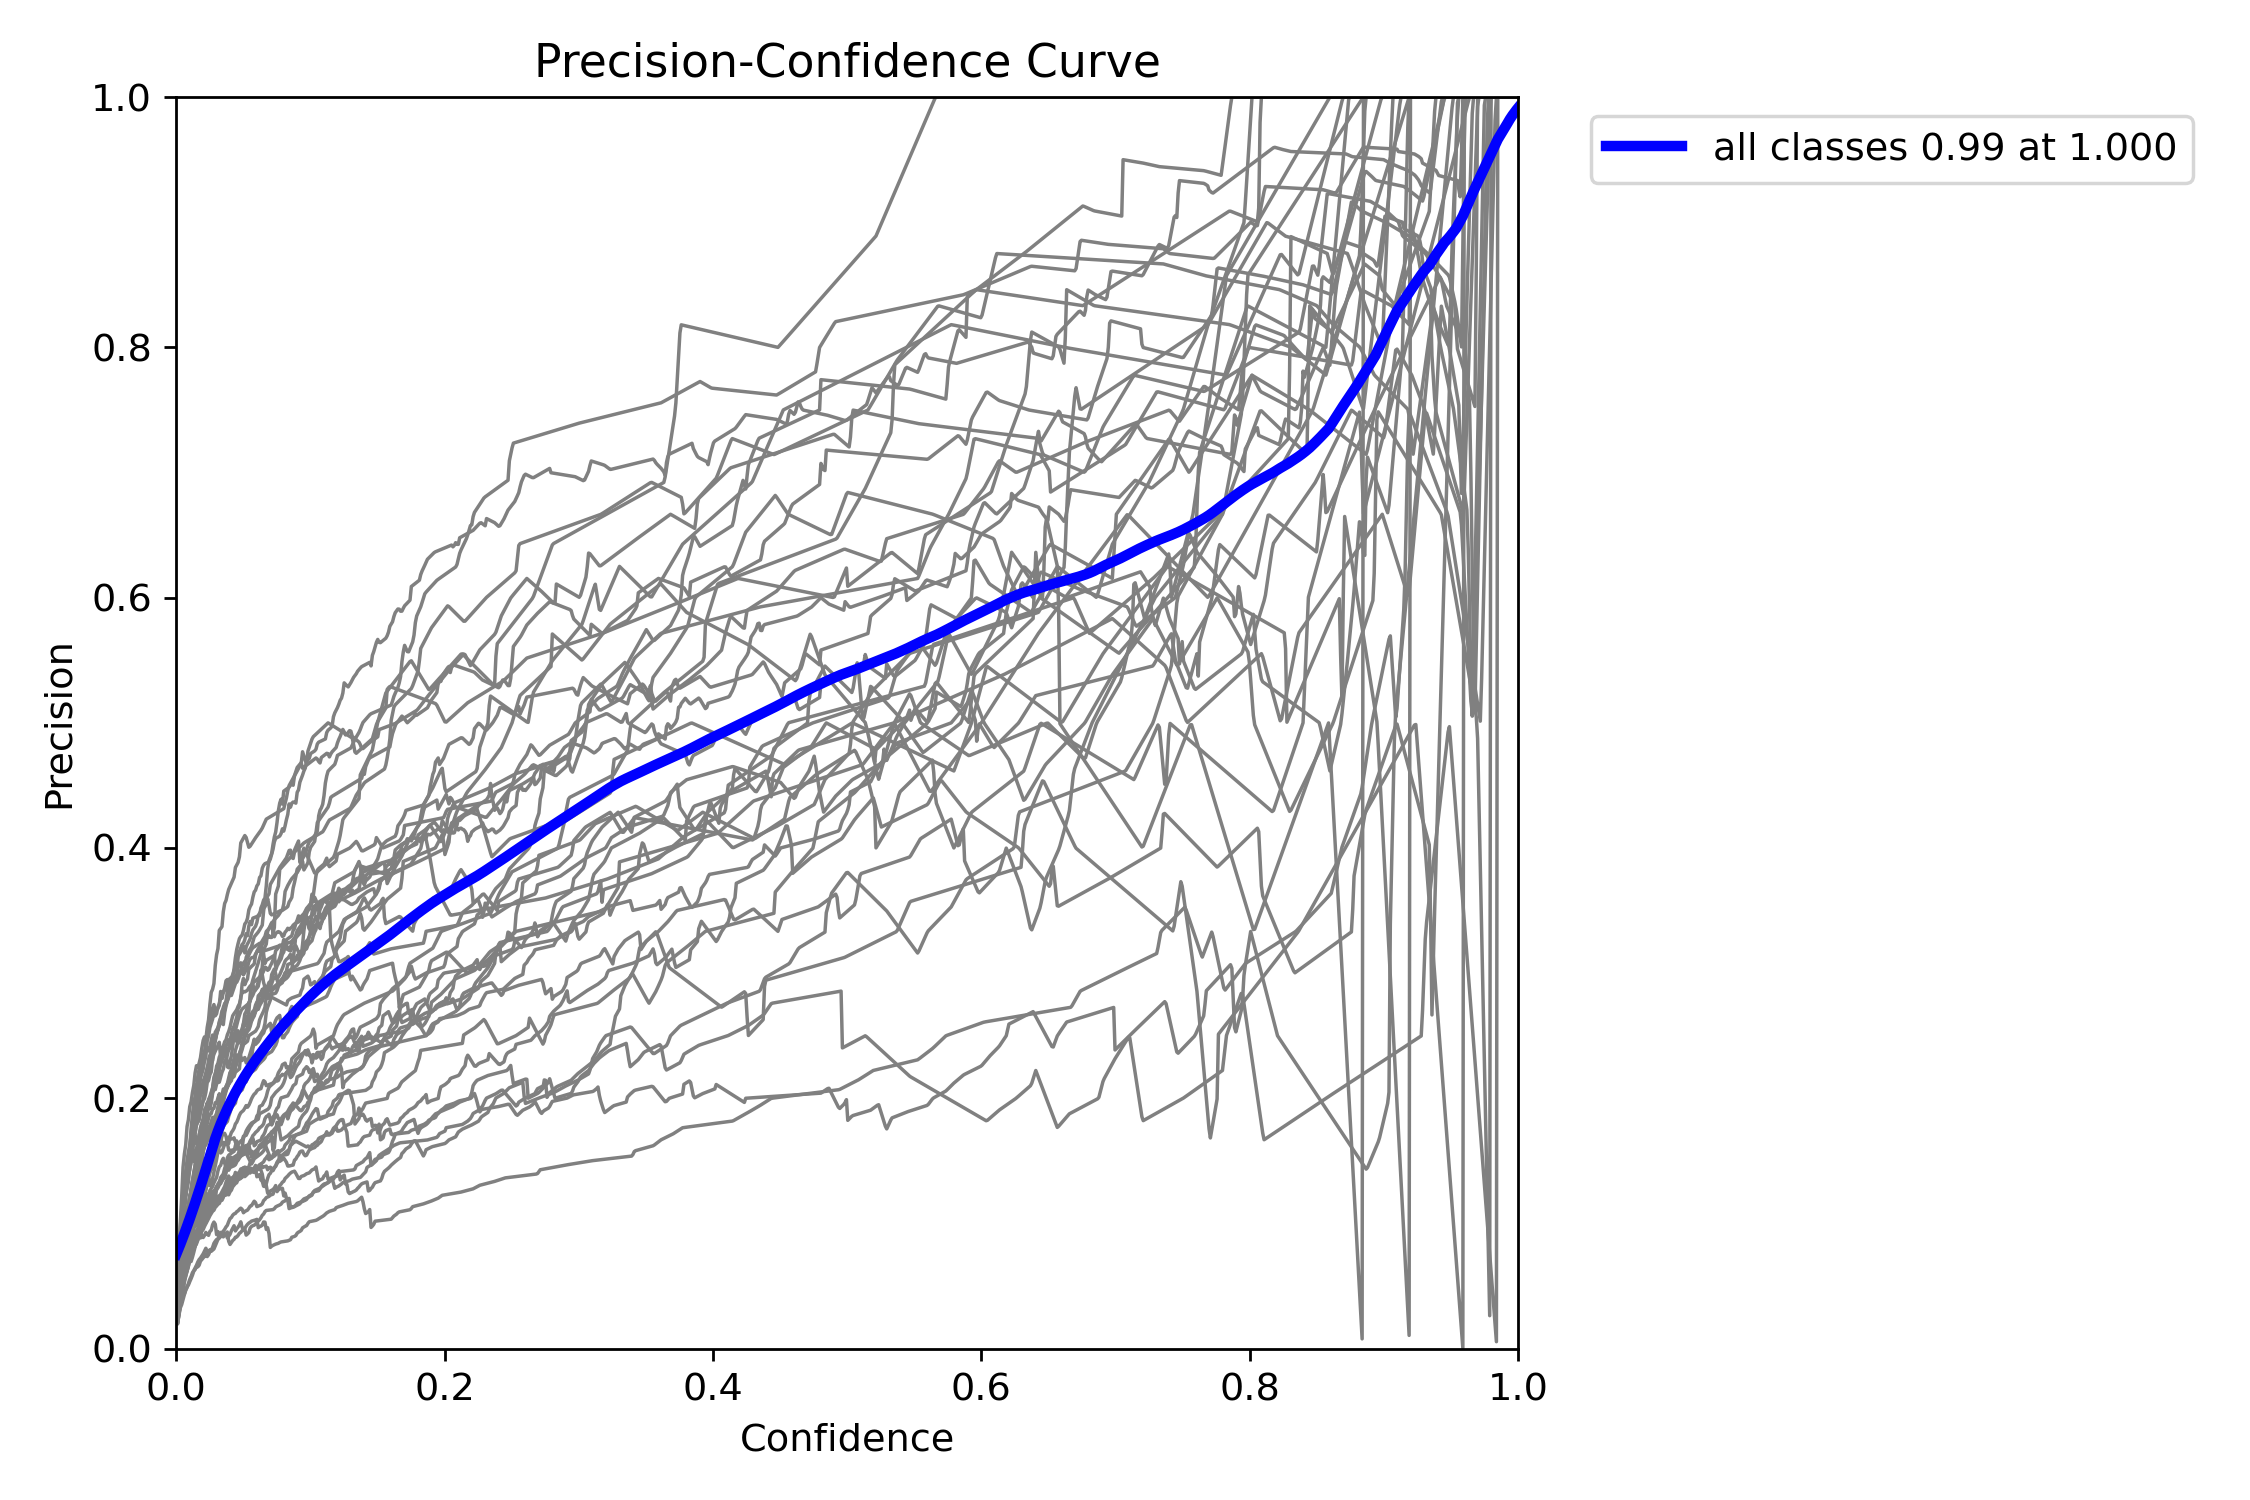 Precision-Confidence Curve
all classes 0.99 at 1.000
Precision
1.0
0.8
0.6
0.4
0.2
0.0
0.0 0.2 0.4 0.6 0.8 1.0
Confidence